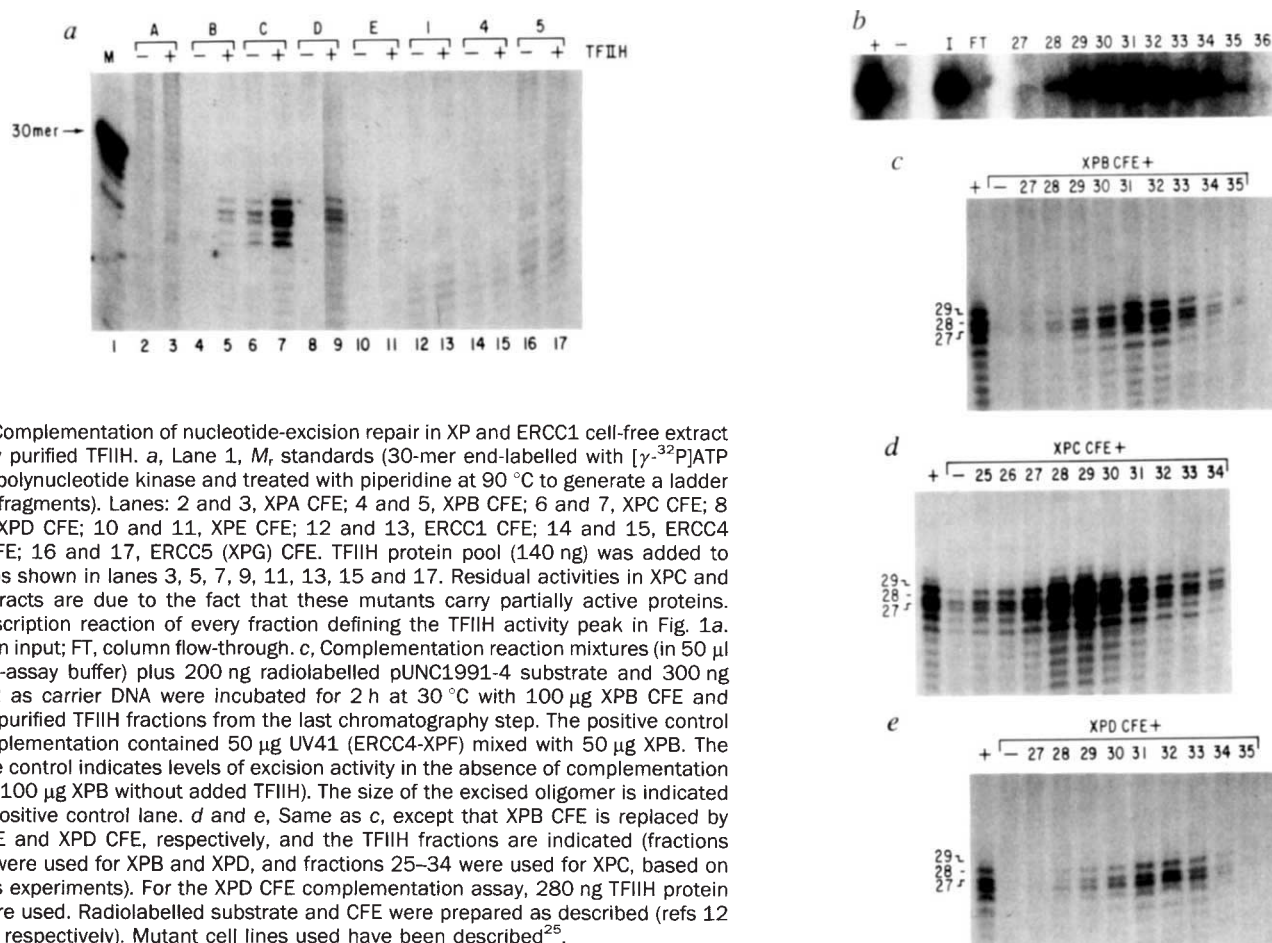 a
A B C D E 1 4 5
M − + − + − + − + − + − + − + − + TFIIH
30mer→
1 2 3 4 5 6 7 8 9 10 11 12 13 14 15 16 17
b
+ − I FT 27 28 29 30 31 32 33 34 35 36
c
XPB CFE+
+ − 27 28 29 30 31 32 33 34 35
29
28
27
d
XPC CFE+
+ − 25 26 27 28 29 30 31 32 33 34
29
28
27
e
XPD CFE+
+ − 27 28 29 30 31 32 33 34 35
29
28
27
Complementation of nucleotide-excision repair in XP and ERCC1 cell-free extract
purified TFIIH. a, Lane 1, Mr standards (30-mer end-labelled with [γ-32P]ATP
polynucleotide kinase and treated with piperidine at 90 °C to generate a ladder
fragments). Lanes: 2 and 3, XPA CFE; 4 and 5, XPB CFE; 6 and 7, XPC CFE; 8
XPD CFE; 10 and 11, XPE CFE; 12 and 13, ERCC1 CFE; 14 and 15, ERCC4
FE; 16 and 17, ERCC5 (XPG) CFE. TFIIH protein pool (140 ng) was added to
s shown in lanes 3, 5, 7, 9, 11, 13, 15 and 17. Residual activities in XPC and
racts are due to the fact that these mutants carry partially active proteins.
scription reaction of every fraction defining the TFIIH activity peak in Fig. 1a.
n input; FT, column flow-through. c, Complementation reaction mixtures (in 50 μl
-assay buffer) plus 200 ng radiolabelled pUNC1991-4 substrate and 300 ng
as carrier DNA were incubated for 2 h at 30 °C with 100 μg XPB CFE and
purified TFIIH fractions from the last chromatography step. The positive control
plementation contained 50 μg UV41 (ERCC4-XPF) mixed with 50 μg XPB. The
e control indicates levels of excision activity in the absence of complementation
100 μg XPB without added TFIIH). The size of the excised oligomer is indicated
ositive control lane. d and e, Same as c, except that XPB CFE is replaced by
E and XPD CFE, respectively, and the TFIIH fractions are indicated (fractions
were used for XPB and XPD, and fractions 25–34 were used for XPC, based on
s experiments). For the XPD CFE complementation assay, 280 ng TFIIH protein
re used. Radiolabelled substrate and CFE were prepared as described (refs 12
respectively). Mutant cell lines used have been described25.